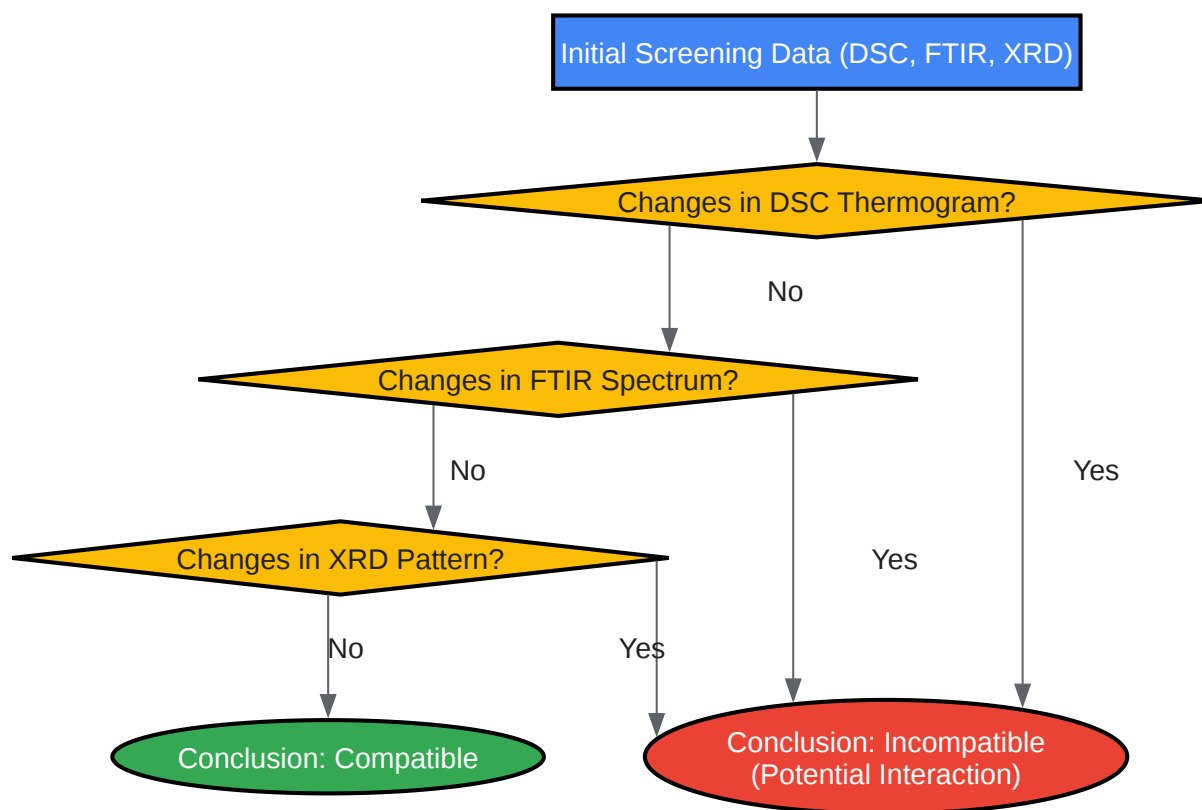 Initial Screening Data (DSC, FTIR, XRD)
Changes in DSC Thermogram?
No
Changes in FTIR Spectrum?
No
Yes
Changes in XRD Pattern?
Yes
No
Yes
Conclusion: Compatible
Conclusion: Incompatible
(Potential Interaction)